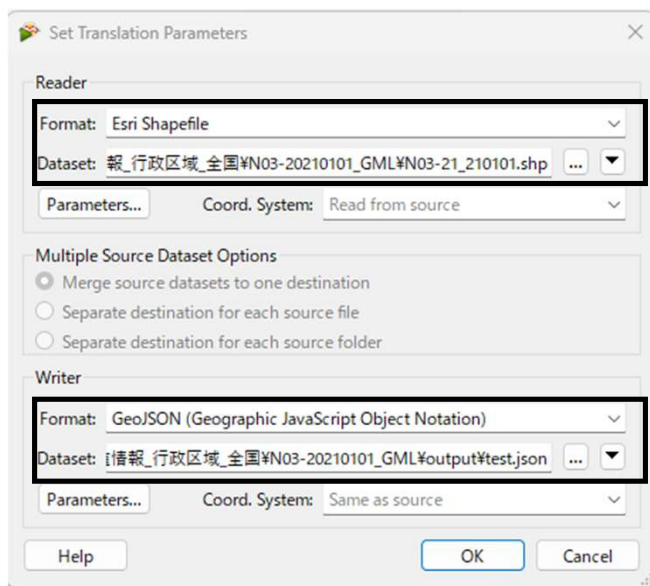 Set Translation Parameters
Reader
Format: Esri Shapefile
Dataset: 報_行政区域_全国¥N03-20210101_GML¥N03-21_210101.shp ...
Parameters... Coord. System: Read from source
Multiple Source Dataset Options
Merge source datasets to one destination
Separate destination for each source file
Separate destination for each source folder
Writer
Format: GeoJSON (Geographic JavaScript Object Notation)
Dataset: 情報_行政区域_全国¥N03-20210101_GML¥output¥test.json ...
Parameters... Coord. System: Same as source
Help OK Cancel